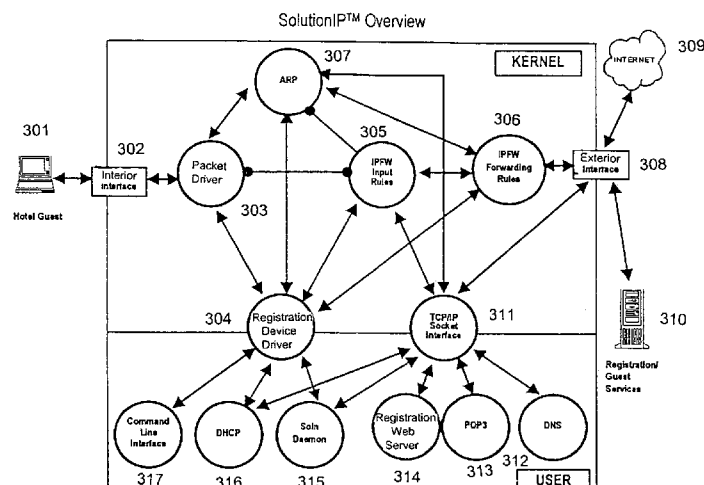 SolutionIP™ Overview
307
KERNEL
309
ARP
INTERNET
301
302
305
306
Interior
Interface
Packet
Driver
IPFW
Input
Rules
IPFW
Forwarding
Rules
Exterior
Interface
308
Hotel Guest
303
304
Registration
Device
Driver
TCP/IP
Socket
Interface
311
310
Registration/
Guest
Services
Command
Line
Interface
DHCP
Soln
Daemon
Registration
Web
Server
POP3
DNS
317
316
315
314
313
312
USER